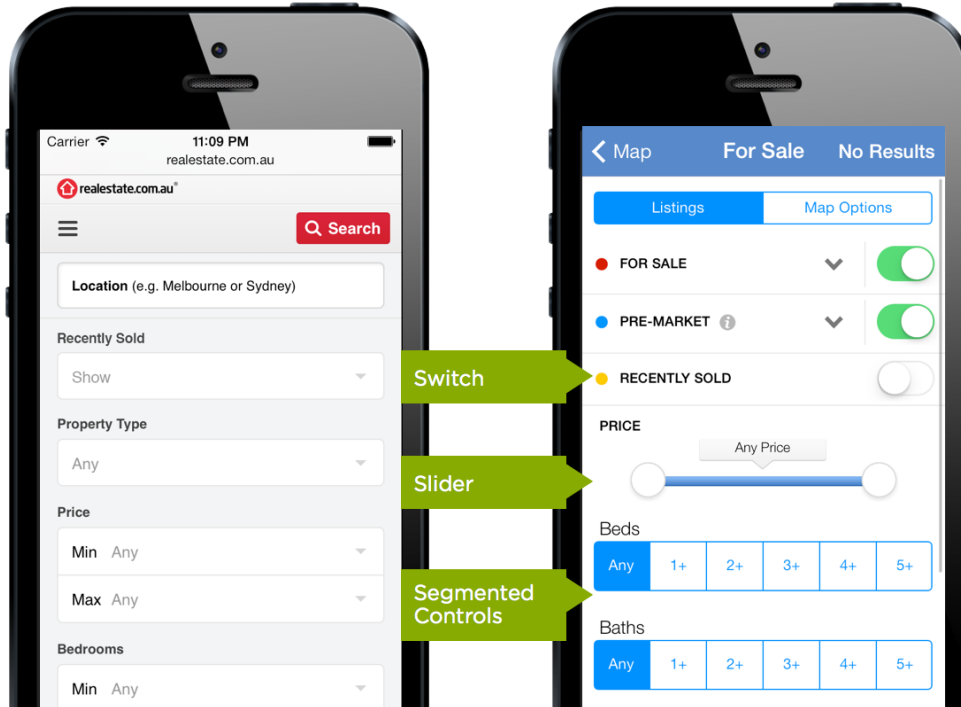 Carrier 11:09 PM
realestate.com.au
realestate.com.au®
Search
Location (e.g. Melbourne or Sydney)
Recently Sold
Show
Property Type
Any
Price
Min Any
Max Any
Bedrooms
Min Any
Switch
Slider
Segmented
Controls
Map For Sale No Results
Listings Map Options
FOR SALE
PRE-MARKET i
RECENTLY SOLD
PRICE
Any Price
Beds
Any 1+ 2+ 3+ 4+ 5+
Baths
Any 1+ 2+ 3+ 4+ 5+